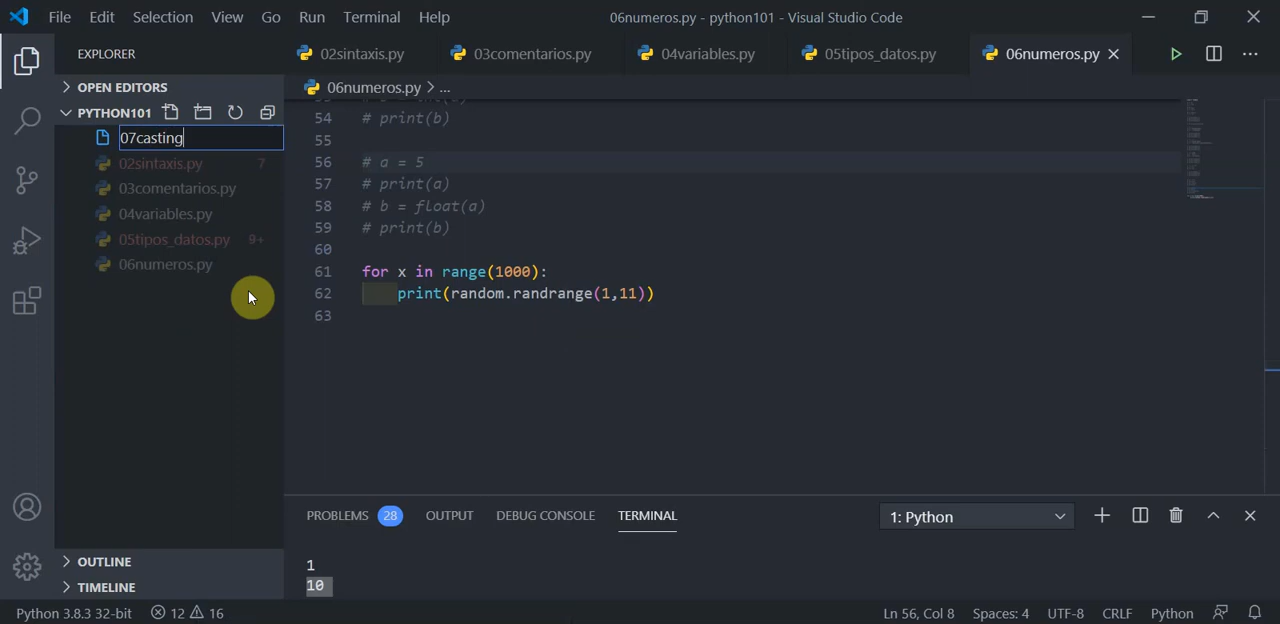 File Edit Selection View Go Run Terminal Help 06numeros.py - python101 - Visual Studio Code
EXPLORER
02sintaxis.py 03comentarios.py 04variables.py 05tipos_datos.py 06numeros.py
OPEN EDITORS
06numeros.py > ...
PYTHON101
07casting
02sintaxis.py 7
03comentarios.py
04variables.py
05tipos_datos.py 9+
06numeros.py
54 # print(b)
55
56 # a = 5
57 # print(a)
58 # b = float(a)
59 # print(b)
60
61 for x in range(1000):
62 print(random.randrange(1,11))
63
PROBLEMS 28 OUTPUT DEBUG CONSOLE TERMINAL 1: Python
1
10
OUTLINE
TIMELINE
Python 3.8.3 32-bit 12 16 Ln 56, Col 8 Spaces: 4 UTF-8 CRLF Python